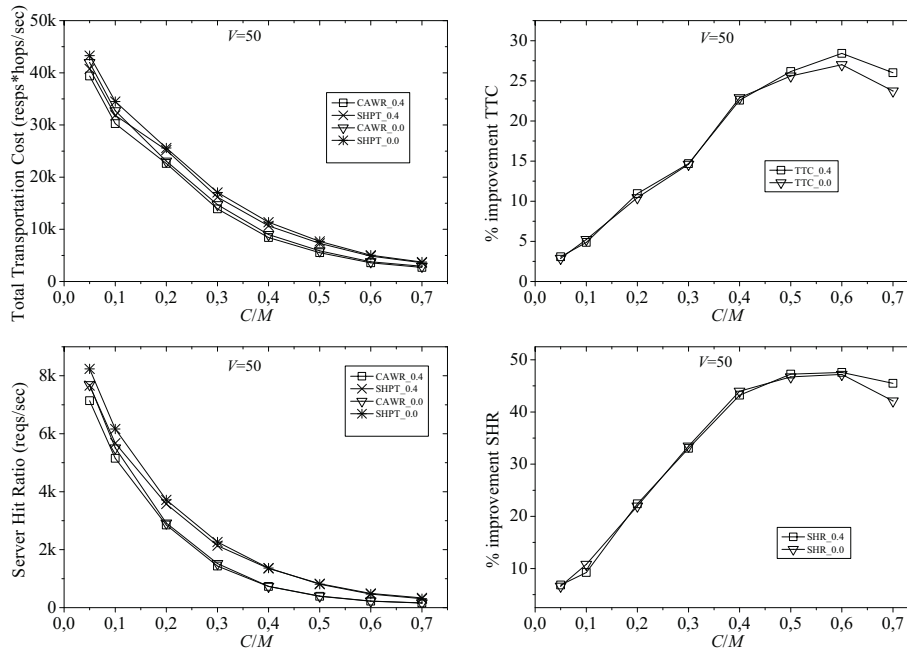 V=50
Total Transportation Cost (resps*hops/sec)
50k
40k
30k
20k
10k
0
CAWR_0.4
SHPT_0.4
CAWR_0.0
SHPT_0.0
0,0 0,1 0,2 0,3 0,4 0,5 0,6 0,7
C/M
V=50
% improvement TTC
30
25
20
15
10
5
0
TTC_0.4
TTC_0.0
0,0 0,1 0,2 0,3 0,4 0,5 0,6 0,7
C/M
V=50
Server Hit Ratio (reqs/sec)
8k
6k
4k
2k
0
CAWR_0.4
SHPT_0.4
CAWR_0.0
SHPT_0.0
0,0 0,1 0,2 0,3 0,4 0,5 0,6 0,7
C/M
V=50
% improvement SHR
50
40
30
20
10
SHR_0.4
SHR_0.0
0,0 0,1 0,2 0,3 0,4 0,5 0,6 0,7
C/M